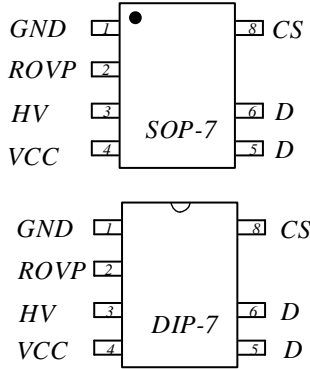 GND 1 8 CS
ROVP 2
HV 3 6 D
SOP-7
VCC 4 5 D
GND 1 8 CS
ROVP 2
HV 3 6 D
DIP-7
VCC 4 5 D